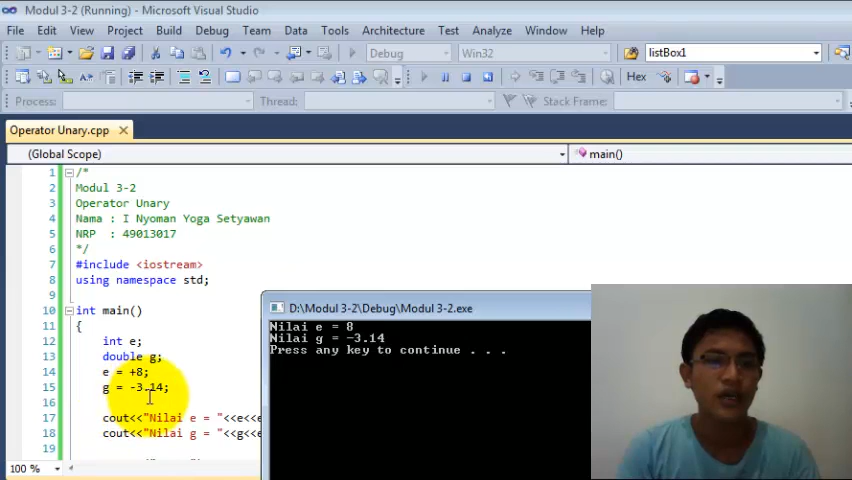 Modul 3-2 (Running) - Microsoft Visual Studio
File Edit View Project Build Debug Team Data Tools Architecture Test Analyze Window Help
Debug Win32 listBox1
Hex
Process: Thread: Stack Frame:
Operator Unary.cpp
(Global Scope) main()
1 /*
2 Modul 3-2
3 Operator Unary
4 Nama : I Nyoman Yoga Setyawan
5 NRP : 49013017
6 */
7 #include <iostream>
8 using namespace std;
9
10 int main()
11 {
12 int e;
13 double g;
14 e = +8;
15 g = -3.14;
16
17 cout<<"Nilai e = "<<e<<e
18 cout<<"Nilai g = "<<g<<e
19
100 %
D:\Modul 3-2\Debug\Modul 3-2.exe
Nilai e = 8
Nilai g = -3.14
Press any key to continue . . .